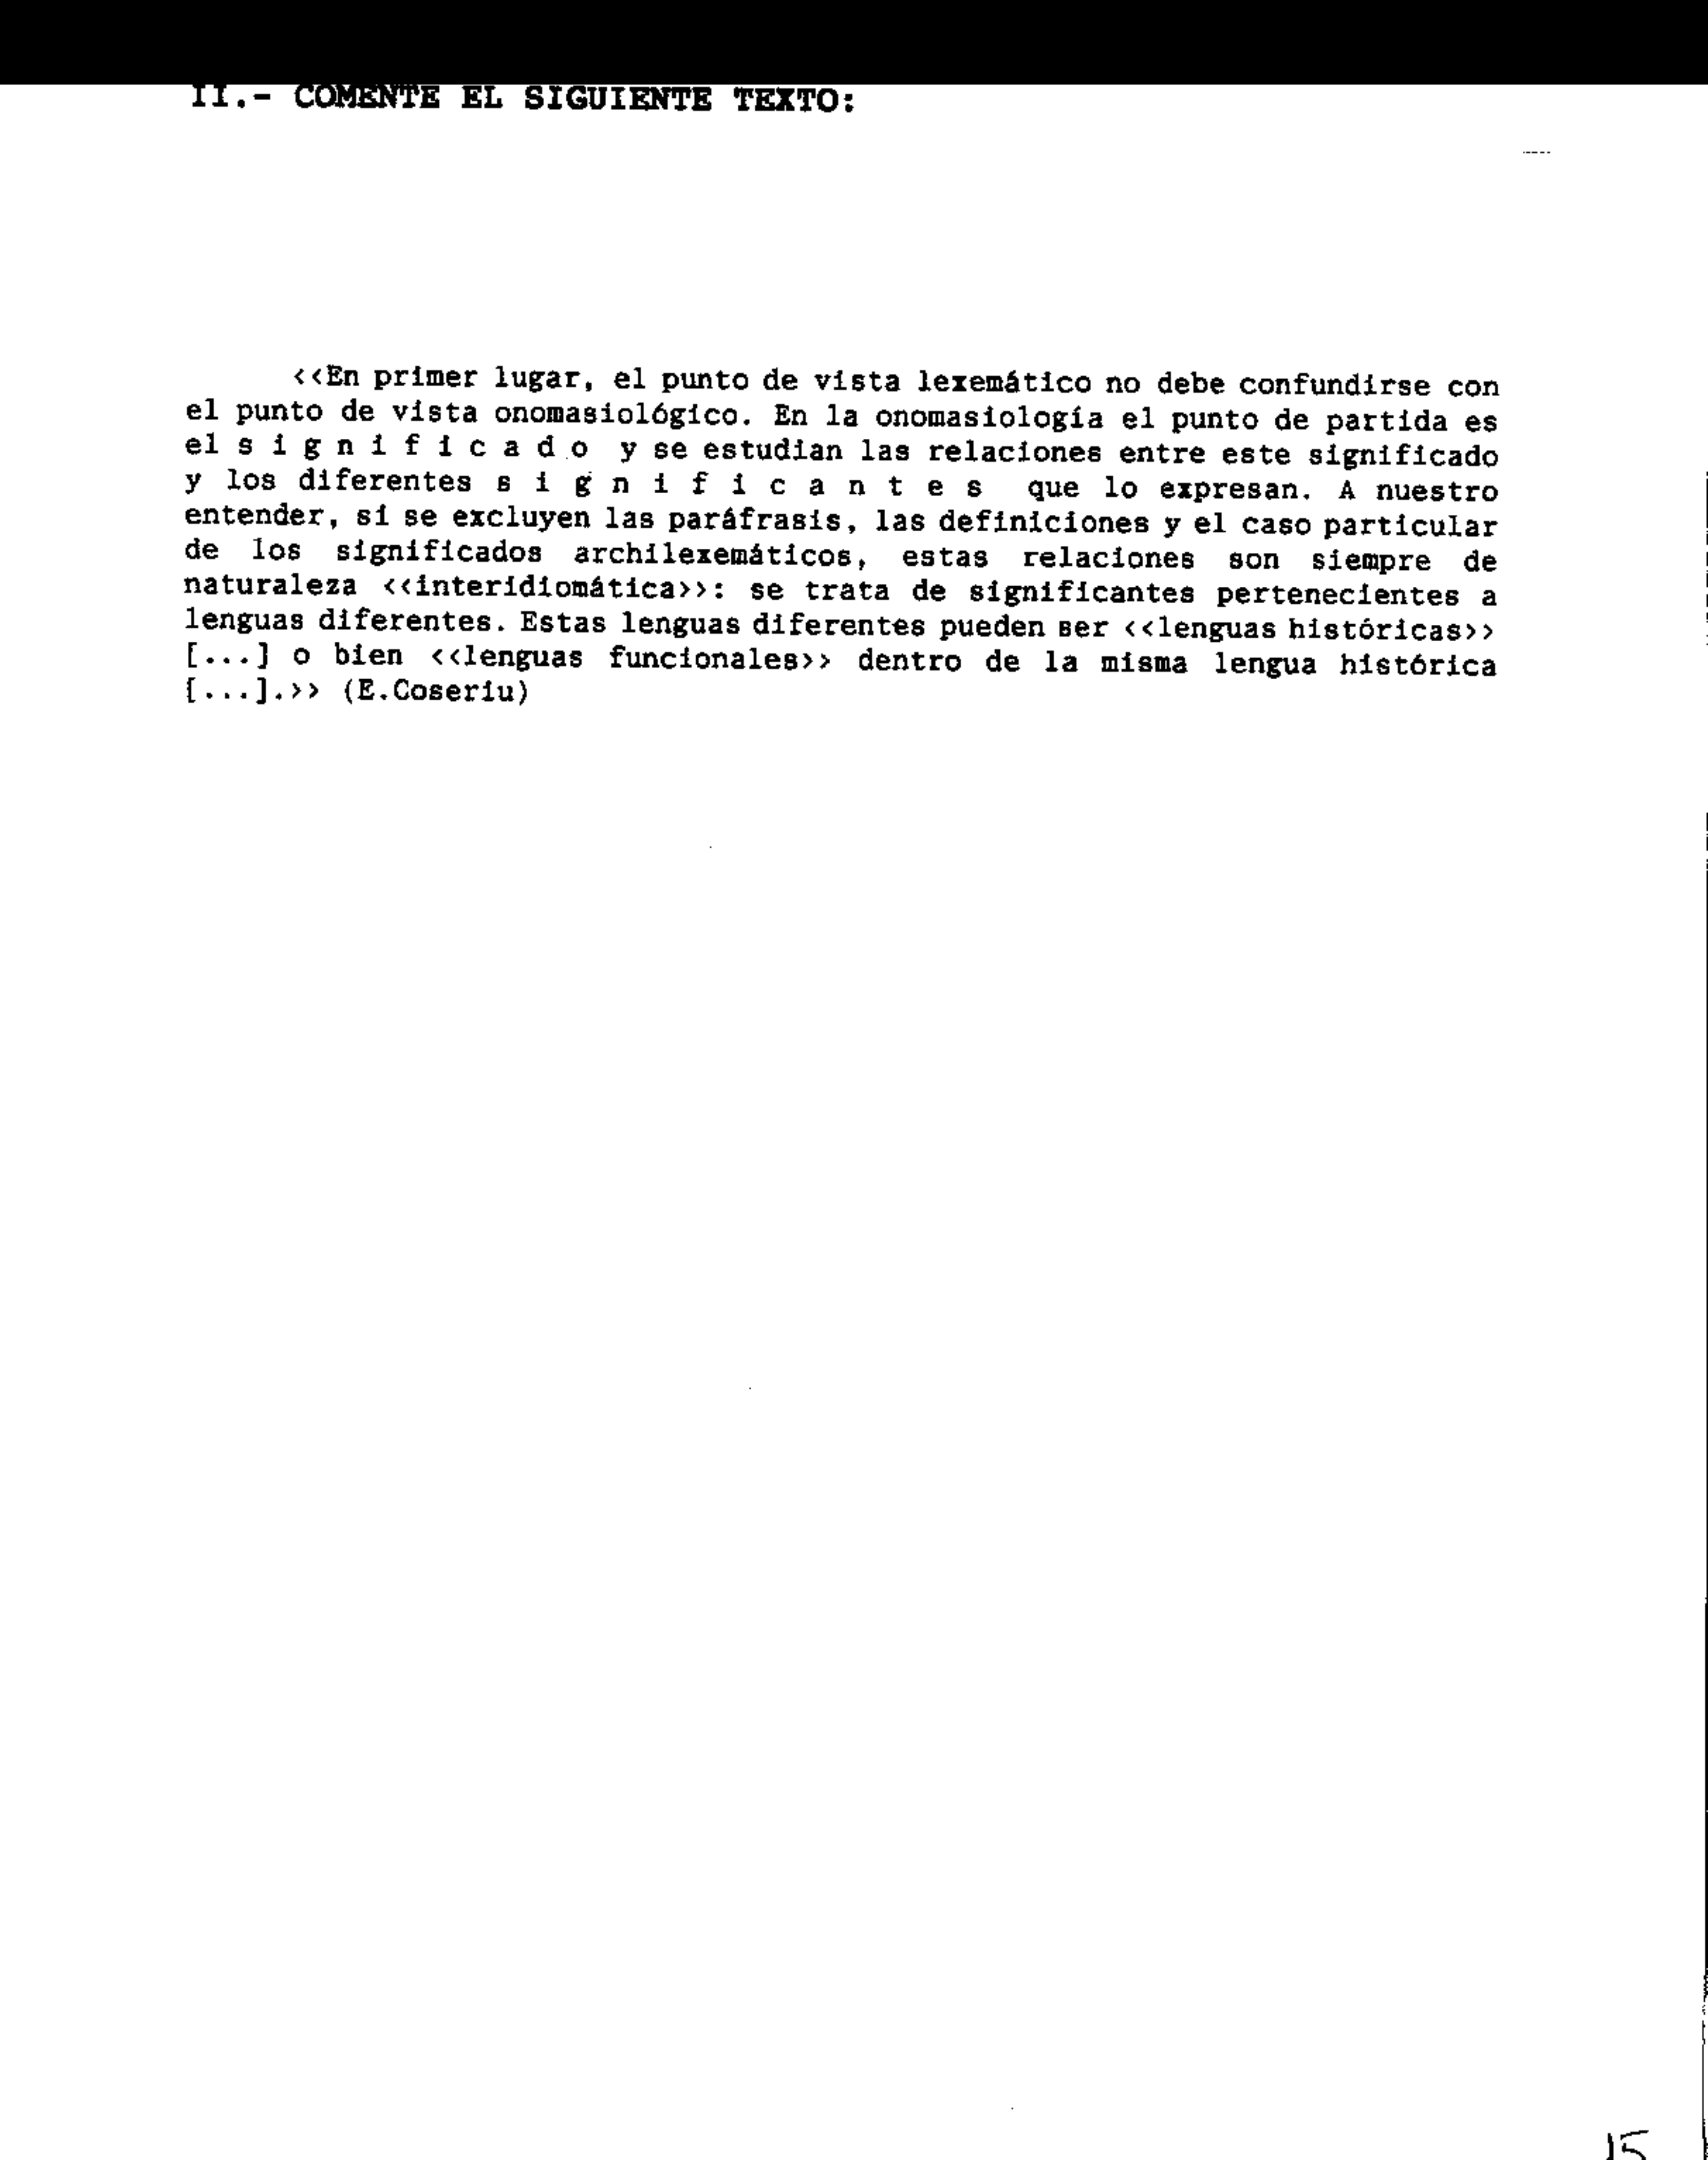 II.- COMENTE EL SIGUIENTE TEXTO:
<<En primer lugar, el punto de vista lexemático no debe confundirse con
el punto de vista onomasiológico. En la onomasiología el punto de partida es
el s i g n i f i c a d o y se estudian las relaciones entre este significado
y los diferentes s i g n i f i c a n t e s que lo expresan. A nuestro
entender, si se excluyen las paráfrasis, las definiciones y el caso particular
de los significados archilexemáticos, estas relaciones son siempre de
naturaleza <<interidiomática>>: se trata de significantes pertenecientes a
lenguas diferentes. Estas lenguas diferentes pueden ser <<lenguas históricas>>
[...] o bien <<lenguas funcionales>> dentro de la misma lengua histórica
[...].>> (E.Coseriu)
15